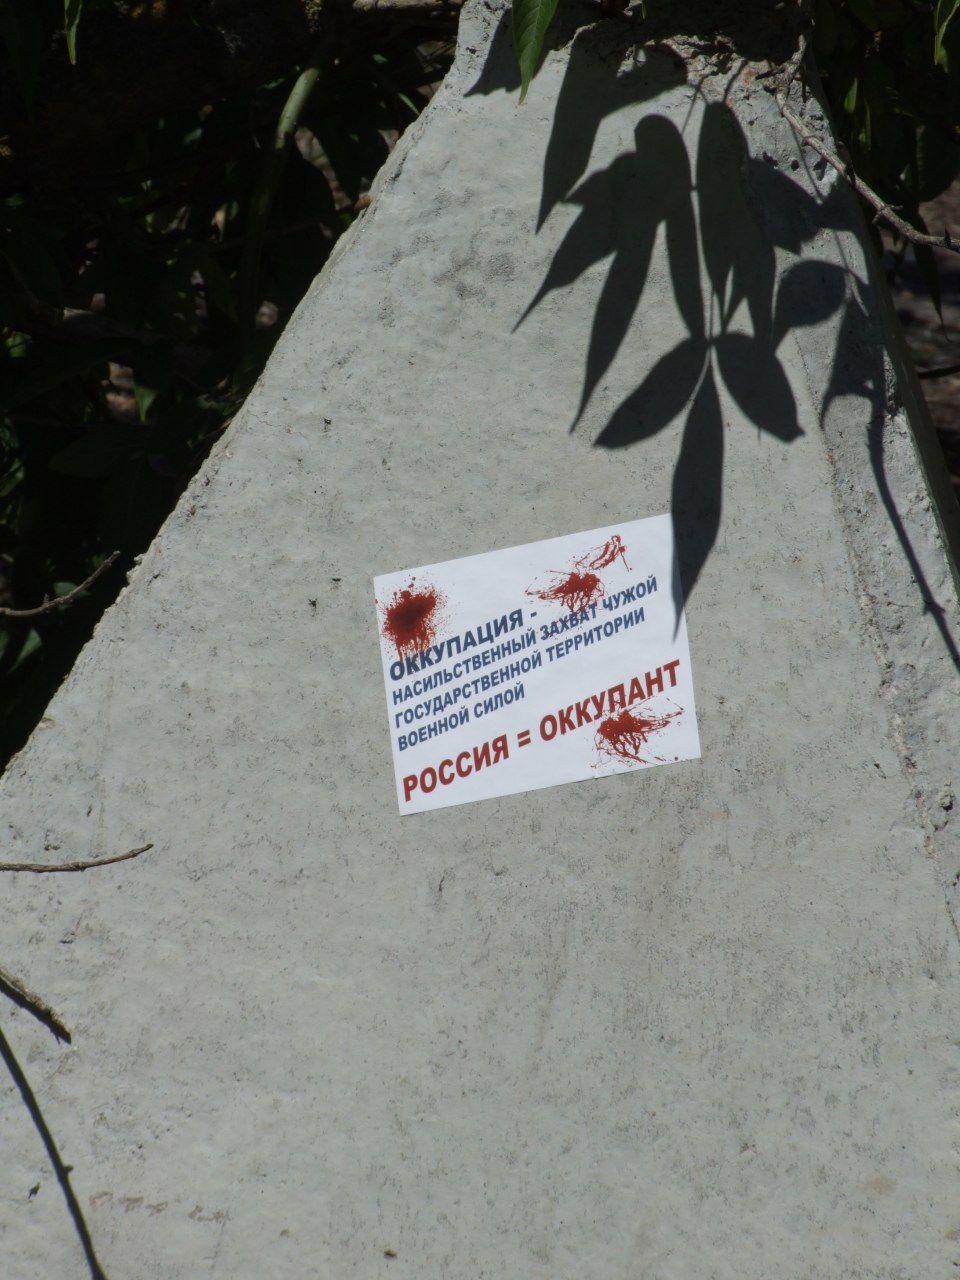 ОККУПАЦИЯ -
НАСИЛЬСТВЕННЫЙ ЗАХВАТ ЧУЖОЙ
ГОСУДАРСТВЕННОЙ ТЕРРИТОРИИ
ВОЕННОЙ СИЛОЙ
РОССИЯ = ОККУПАНТ